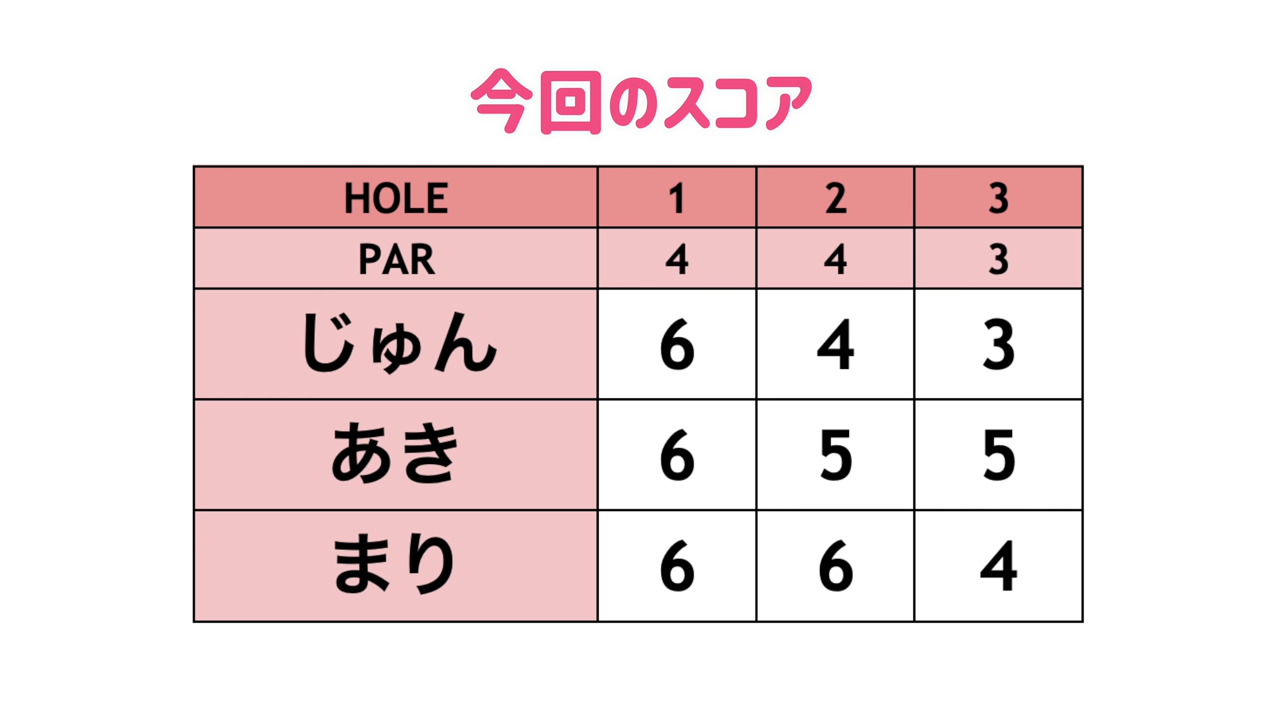 今回のスコア
HOLE 1 2 3
PAR 4 4 3
じゅん 6 4 3
あき 6 5 5
まり 6 6 4